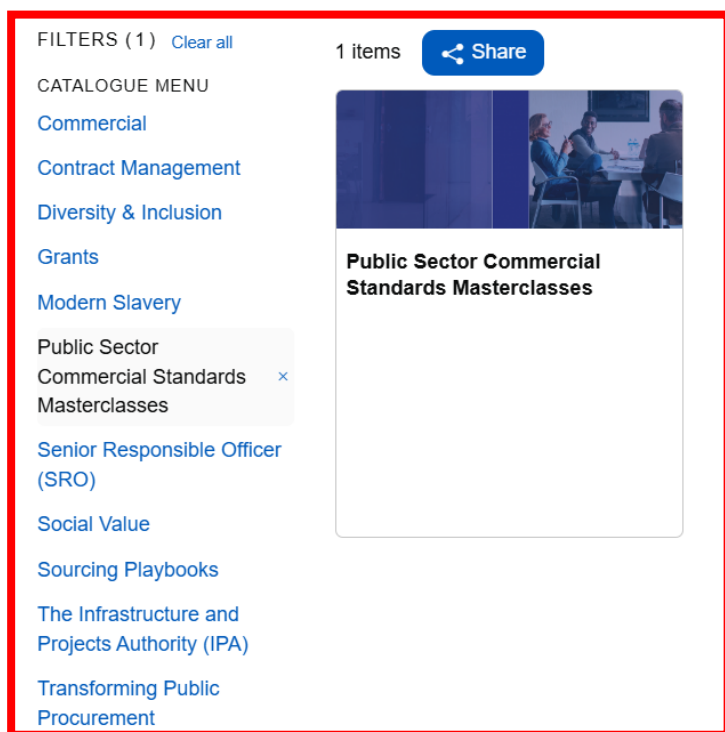 FILTERS (1) Clear all
CATALOGUE MENU
Commercial
Contract Management
Diversity & Inclusion
Grants
Modern Slavery
Public Sector
Commercial Standards ×
Masterclasses
Senior Responsible Officer
(SRO)
Social Value
Sourcing Playbooks
The Infrastructure and
Projects Authority (IPA)
Transforming Public
Procurement
1 items Share
Public Sector Commercial
Standards Masterclasses